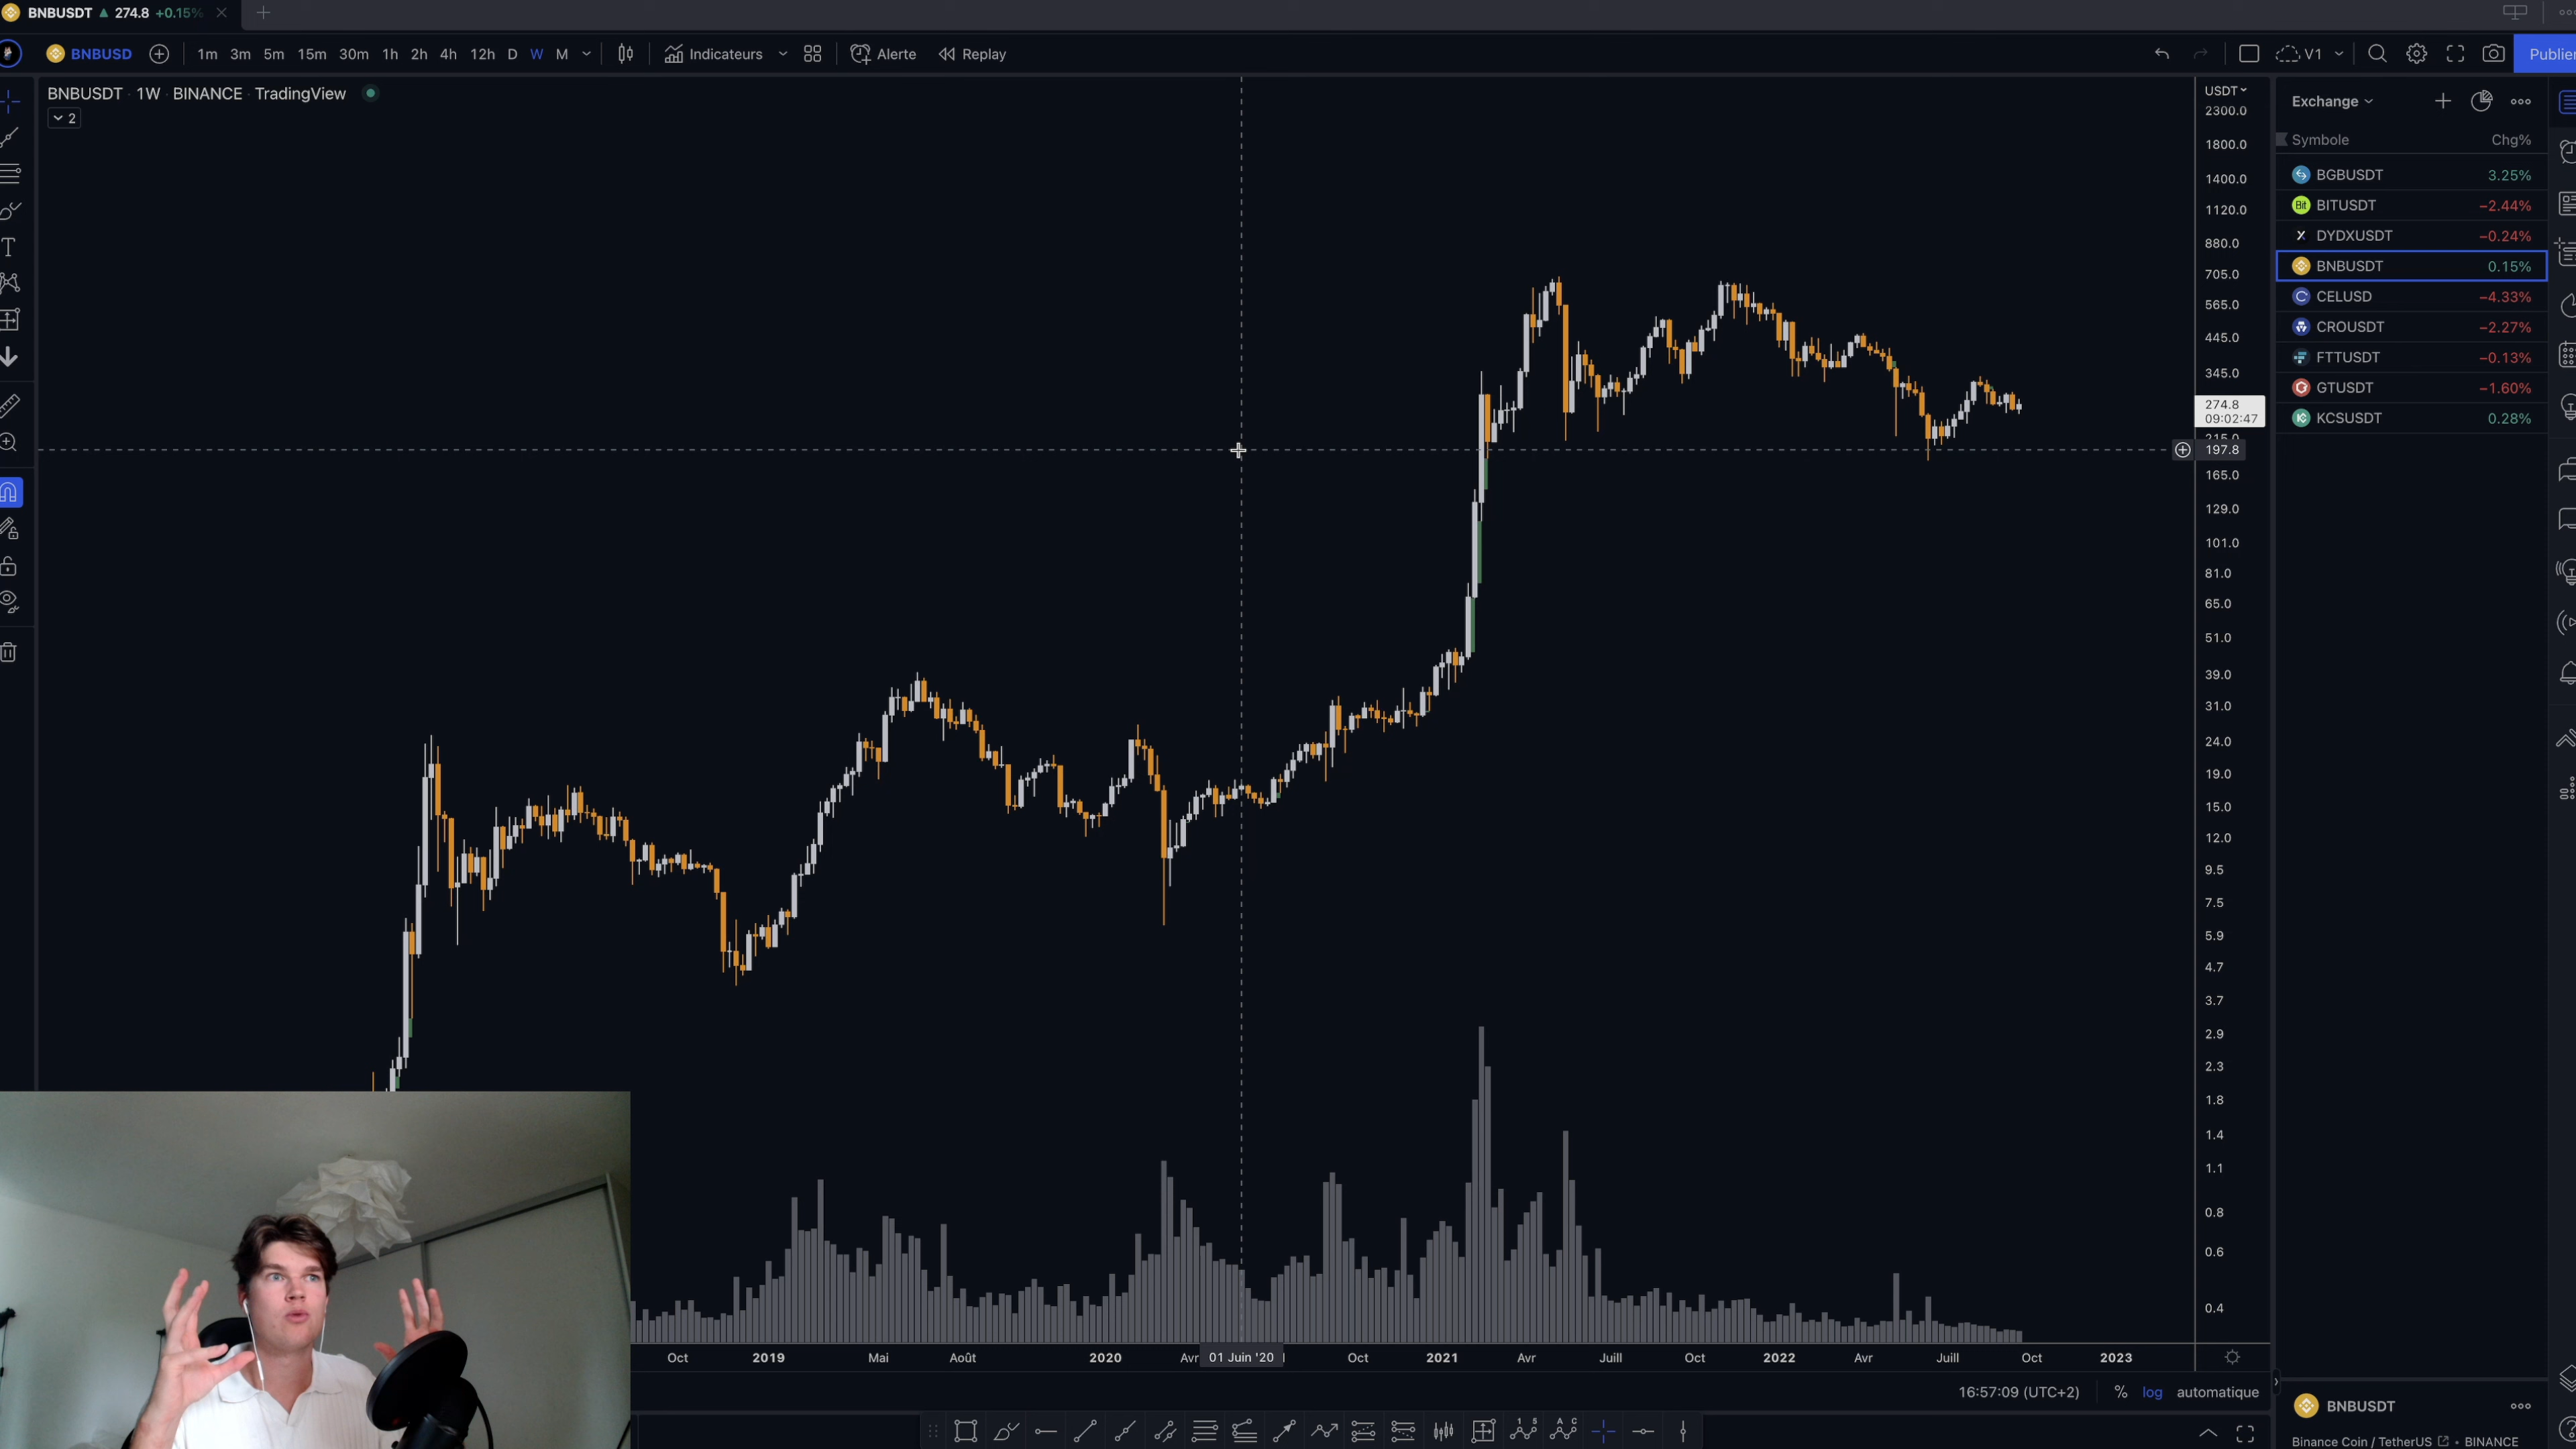 BNBUSDT ▲ 274.8 +0.15%
BNBUSD 1m 3m 5m 15m 30m 1h 2h 4h 12h D W M Indicateurs Alerte Replay V1 Publier
BNBUSDT · 1W · BINANCE · TradingView
2
USDT
2300.0
1800.0
1400.0
1120.0
880.0
705.0
565.0
445.0
345.0
274.8
09:02:47
215.0
197.8
165.0
129.0
101.0
81.0
65.0
51.0
39.0
31.0
24.0
19.0
15.0
12.0
9.5
7.5
5.9
4.7
3.7
2.9
2.3
1.8
1.4
1.1
0.8
0.6
0.4
Exchange
Symbole Chg%
BGBUSDT 3.25%
BITUSDT −2.44%
DYDXUSDT −0.24%
BNBUSDT 0.15%
CELUSD −4.33%
CROUSDT −2.27%
FTTUSDT −0.13%
GTUSDT −1.60%
KCSUSDT 0.28%
Oct 2019 Mai Août 2020 Avr 01 Juin '20 Oct 2021 Avr Juill Oct 2022 Avr Juill Oct 2023
16:57:09 (UTC+2) % log automatique
BNBUSDT
Binance Coin / TetherUS • BINANCE